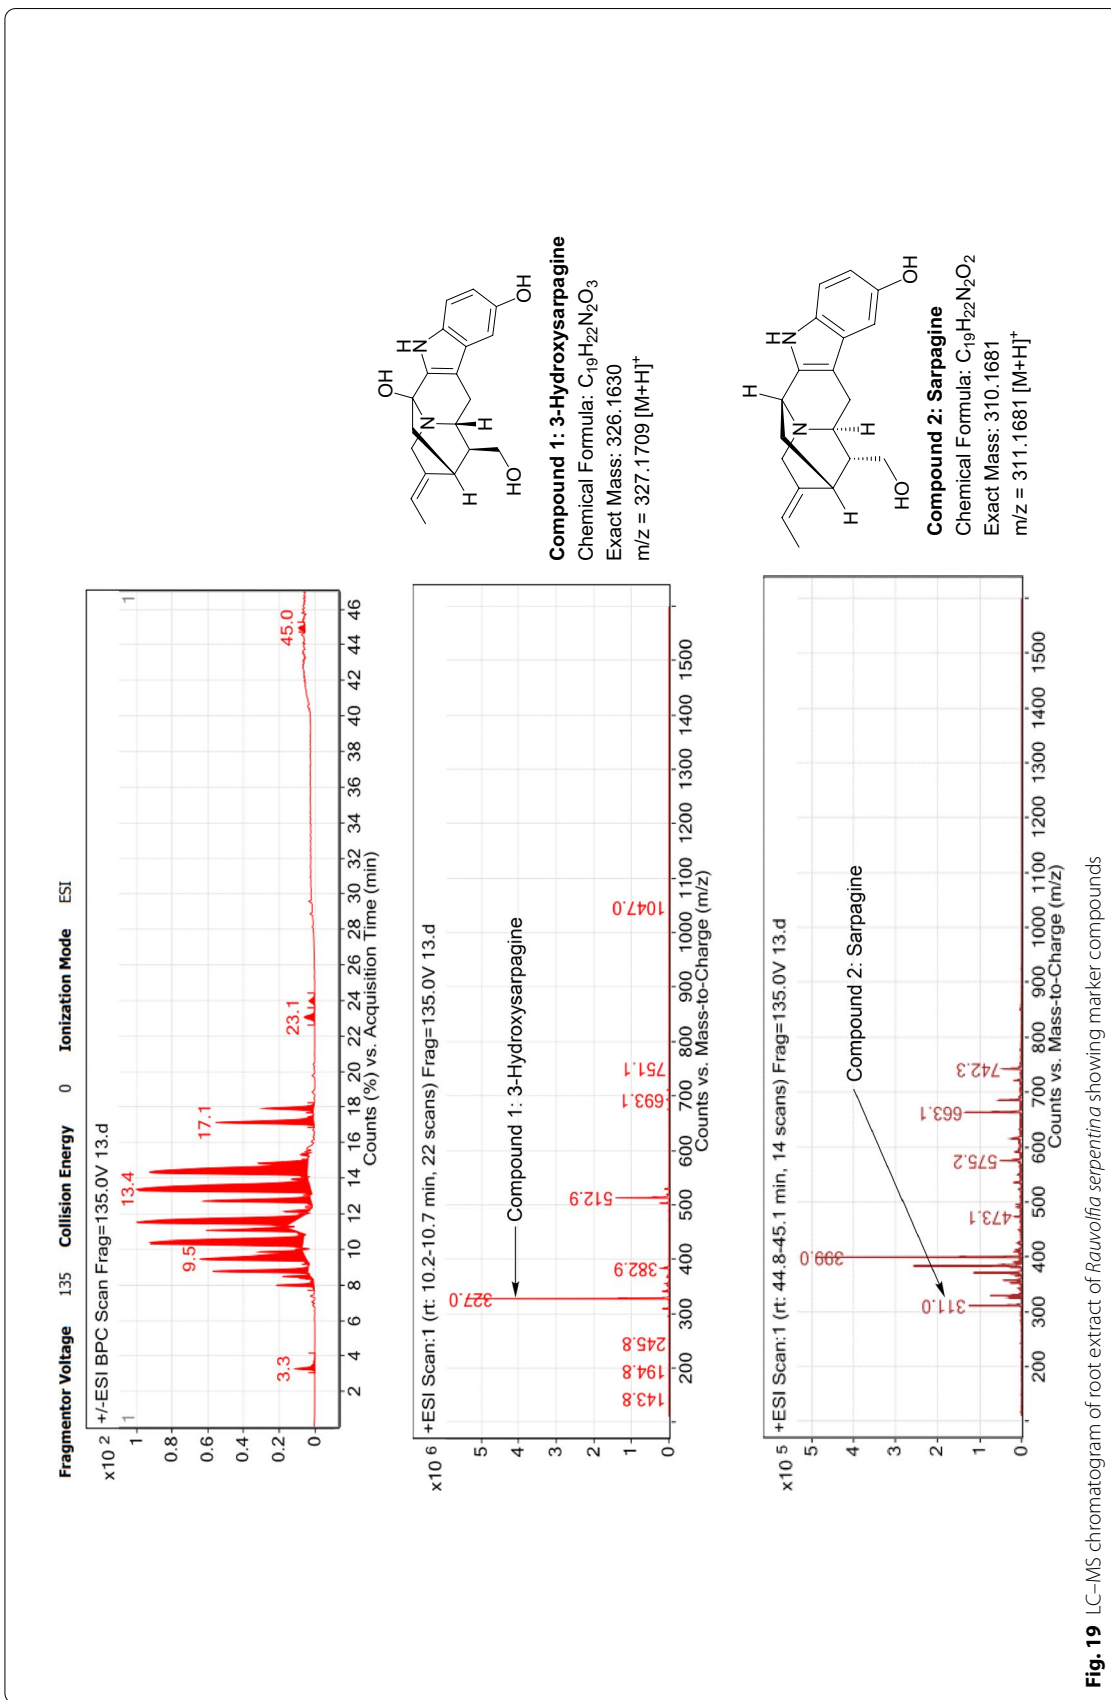 Fragmentor Voltage 135 Collision Energy 0 Ionization Mode ESI
x10 2 +/-ESI BPC Scan Frag=135.0V 13.d
1 1
1
0.8
0.6
0.4
0.2
0
3.3
9.5
13.4
17.1
23.1
45.0
2 4 6 8 10 12 14 16 18 20 22 24 26 28 30 32 34 36 38 40 42 44 46
Counts (%) vs. Acquisition Time (min)
x10 6 +ESI Scan:1 (rt: 10.2-10.7 min, 22 scans) Frag=135.0V 13.d
5
4
3
2
1
0
Compound 1: 3-Hydroxysarpagine
143.8
194.8
245.8
327.0
382.9
512.9
693.1
751.1
1047.0
200 300 400 500 600 700 800 900 1000 1100 1200 1300 1400 1500
Counts vs. Mass-to-Charge (m/z)
OH
HN
N
H
H
HO
OH
Compound 1: 3-Hydroxysarpagine
Chemical Formula: C19H22N2O3
Exact Mass: 326.1630
m/z = 327.1709 [M+H]+
x10 5 +ESI Scan:1 (rt: 44.8-45.1 min, 14 scans) Frag=135.0V 13.d
5
4
3
2
1
0
Compound 2: Sarpagine
311.0
399.0
473.1
575.2
663.1
742.3
200 300 400 500 600 700 800 900 1000 1100 1200 1300 1400 1500
Counts vs. Mass-to-Charge (m/z)
H
HN
N
H
H
HO
OH
Compound 2: Sarpagine
Chemical Formula: C19H22N2O2
Exact Mass: 310.1681
m/z = 311.1681 [M+H]+
Fig. 19 LC–MS chromatogram of root extract of Rauvolfia serpentina showing marker compounds